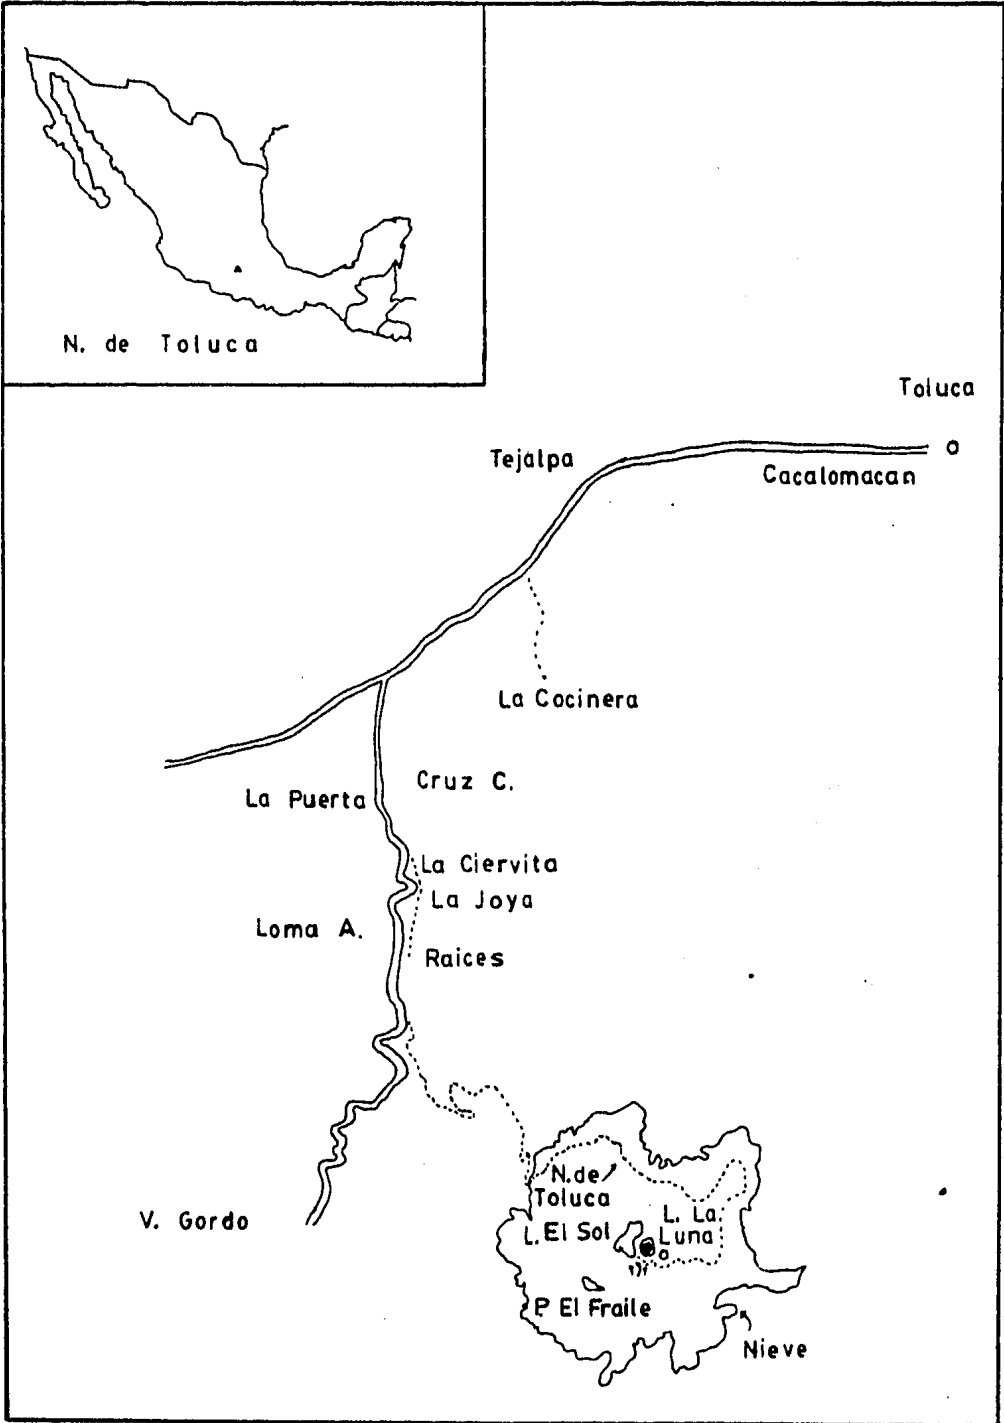 N. de Toluca
Toluca
Tejalpa
Cacalomacan
La Cocinera
Cruz C.
La Puerta
La Ciervita
La Joya
Loma A.
Raices
N. de
Toluca
L. La
Luna
L. El Sol
V. Gordo
P. El Fraile
Nieve